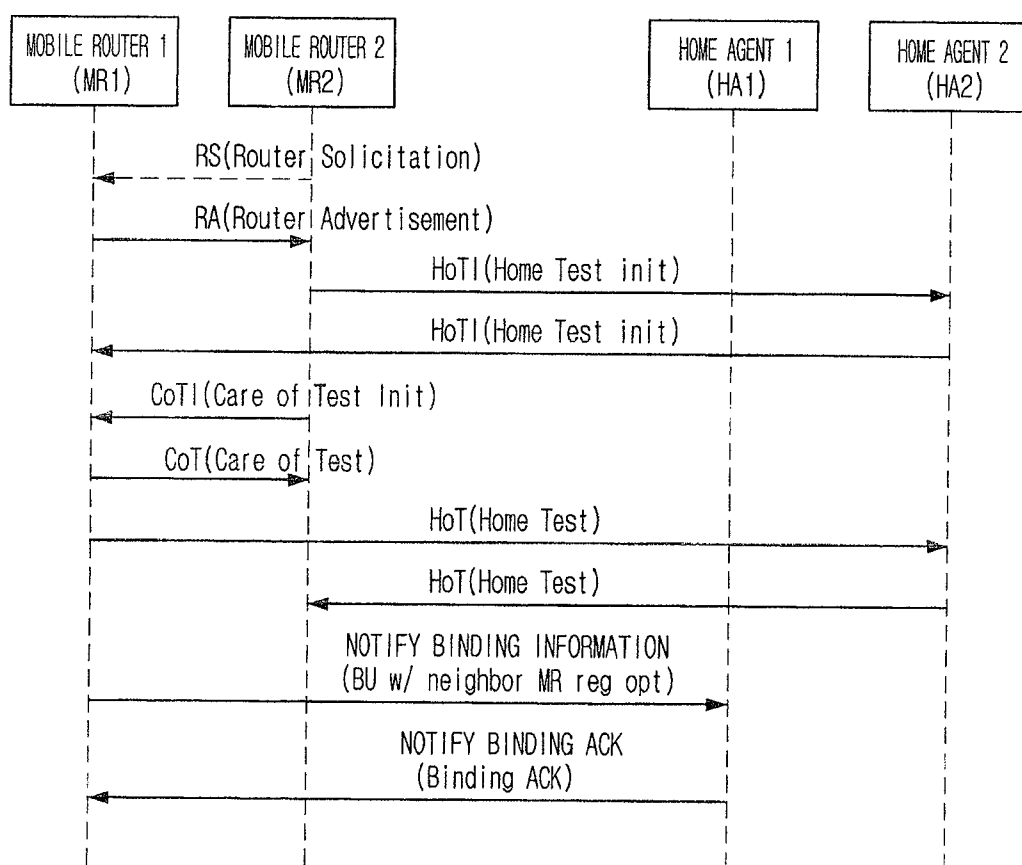 MOBILE ROUTER 1
(MR1)
MOBILE ROUTER 2
(MR2)
HOME AGENT 1
(HA1)
HOME AGENT 2
(HA2)
RS(Router Solicitation)
RA(Router Advertisement)
HoTI(Home Test init)
HoTI(Home Test init)
CoTI(Care of Test Init)
CoT(Care of Test)
HoT(Home Test)
HoT(Home Test)
NOTIFY BINDING INFORMATION
(BU w/ neighbor MR reg opt)
NOTIFY BINDING ACK
(Binding ACK)